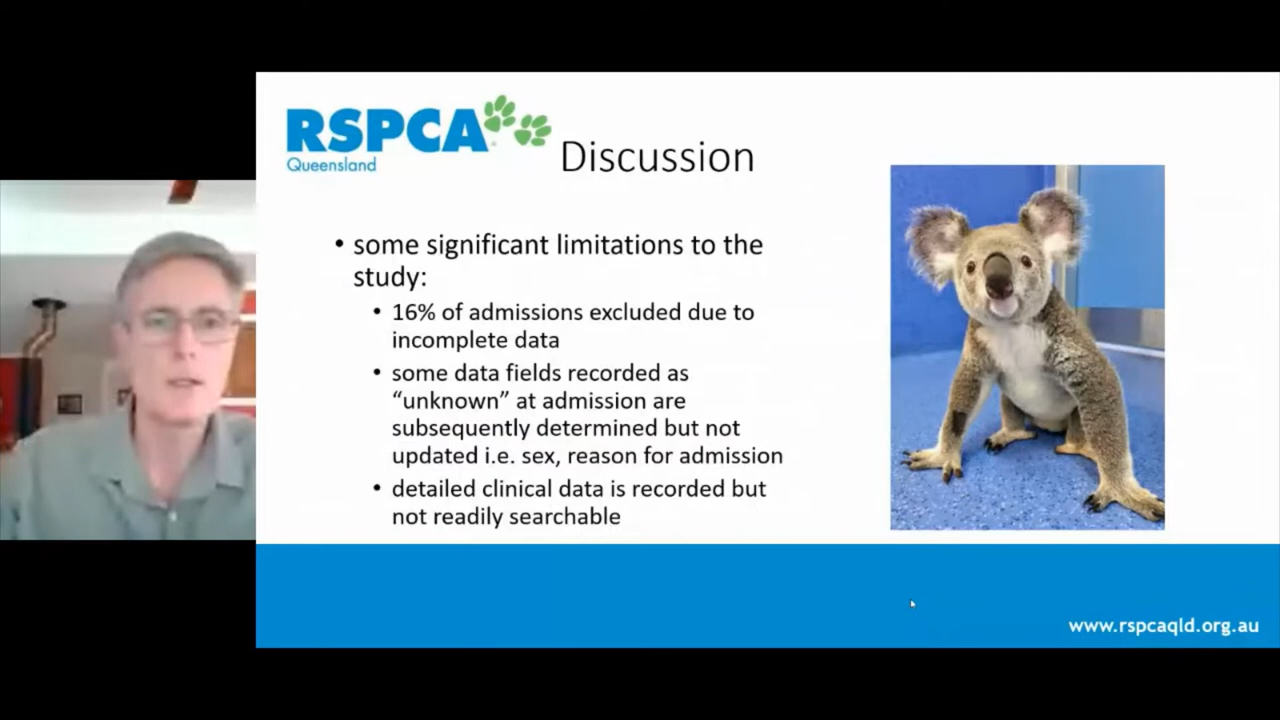 RSPCA
Queensland
Discussion
• some significant limitations to the
study:
• 16% of admissions excluded due to
incomplete data
• some data fields recorded as
“unknown” at admission are
subsequently determined but not
updated i.e. sex, reason for admission
• detailed clinical data is recorded but
not readily searchable
www.rspcaqld.org.au